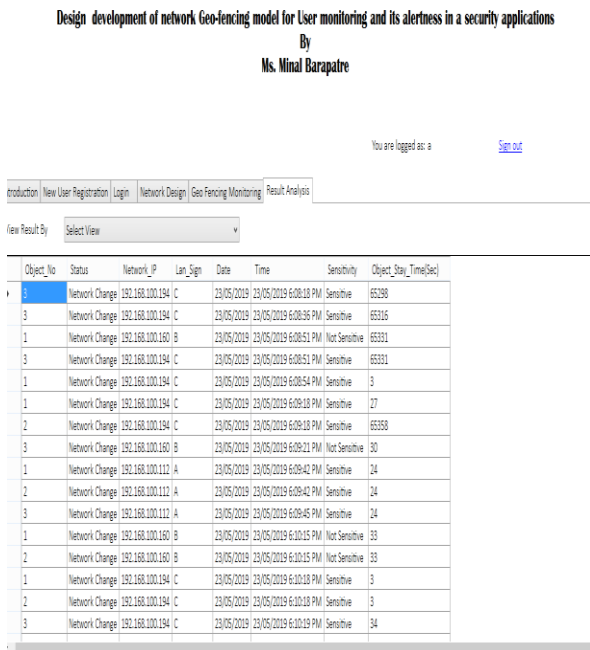 Design development of network Geo-fencing model for User monitoring and its alertness in a security applications
By
Ms. Minal Barapatre
You are logged as: a Sign out
troduction New User Registration Login Network Design Geo Fencing Monitoring Result Analysis
View Result By Select View
Object_No Status Network_IP Lan_Sign Date Time Sensitivity Object_Stay_Time(Sec)
3 Network Change 192.168.100.194 C 23/05/2019 23/05/2019 6:08:18 PM Sensitive 65298
3 Network Change 192.168.100.194 C 23/05/2019 23/05/2019 6:08:36 PM Sensitive 65316
1 Network Change 192.168.100.160 B 23/05/2019 23/05/2019 6:08:51 PM Not Sensitive 65331
3 Network Change 192.168.100.194 C 23/05/2019 23/05/2019 6:08:51 PM Sensitive 65331
1 Network Change 192.168.100.194 C 23/05/2019 23/05/2019 6:08:54 PM Sensitive 3
1 Network Change 192.168.100.194 C 23/05/2019 23/05/2019 6:09:18 PM Sensitive 27
2 Network Change 192.168.100.194 C 23/05/2019 23/05/2019 6:09:18 PM Sensitive 65358
3 Network Change 192.168.100.160 B 23/05/2019 23/05/2019 6:09:21 PM Not Sensitive 30
1 Network Change 192.168.100.112 A 23/05/2019 23/05/2019 6:09:42 PM Sensitive 24
2 Network Change 192.168.100.112 A 23/05/2019 23/05/2019 6:09:42 PM Sensitive 24
3 Network Change 192.168.100.112 A 23/05/2019 23/05/2019 6:09:45 PM Sensitive 24
1 Network Change 192.168.100.160 B 23/05/2019 23/05/2019 6:10:15 PM Not Sensitive 33
2 Network Change 192.168.100.160 B 23/05/2019 23/05/2019 6:10:15 PM Not Sensitive 33
1 Network Change 192.168.100.194 C 23/05/2019 23/05/2019 6:10:18 PM Sensitive 3
2 Network Change 192.168.100.194 C 23/05/2019 23/05/2019 6:10:18 PM Sensitive 3
3 Network Change 192.168.100.194 C 23/05/2019 23/05/2019 6:10:19 PM Sensitive 34